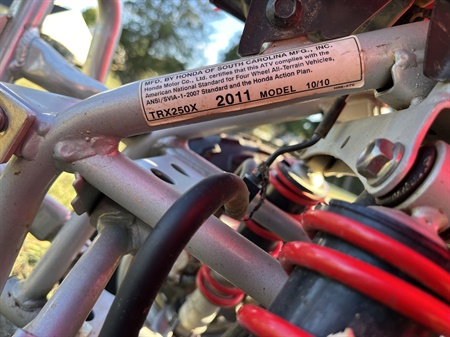 MFD. BY HONDA OF SOUTH CAROLINA MFG., INC.
Honda Motor Co., Ltd. certifies that this ATV complies with the
American National Standard for Four Wheel All-Terrain Vehicles,
ANSI/SVIA-1-2007 Standard and the Honda Action Plan.
TRX250X 2011 MODEL 10/10